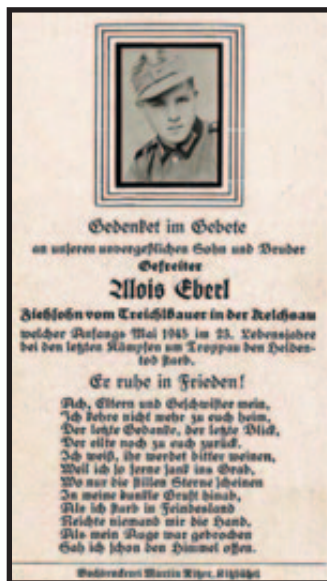 Gedenket im Gebete
an unseren unvergeßlichen Sohn und Bruder
Gefreiter
Alois Eberl
Ziehsohn vom Treichlbauer in der Kelchsau
welcher Anfangs Mai 1945 im 23. Lebensjahre
bei den letzten Kämpfen um Troppau den Helden-
tod starb.
Er ruhe in Frieden!
Ach, Eltern und Geschwister mein,
Ich kehre nicht mehr zu euch heim,
Der letzte Gedanke, der letzte Blick,
Der eilte noch zu euch zurück.
Ich weiß, ihr werdet bitter weinen,
Weil ich so ferne sank ins Grab,
Wo nur die stillen Sterne scheinen
In meine dunkle Gruft hinab,
Als ich starb in Feindesland
Reichte niemand mir die Hand,
Als mein Auge war gebrochen
Sah ich schon den Himmel offen.
Buchdruckerei Martin Ritzer, Kitzbühel